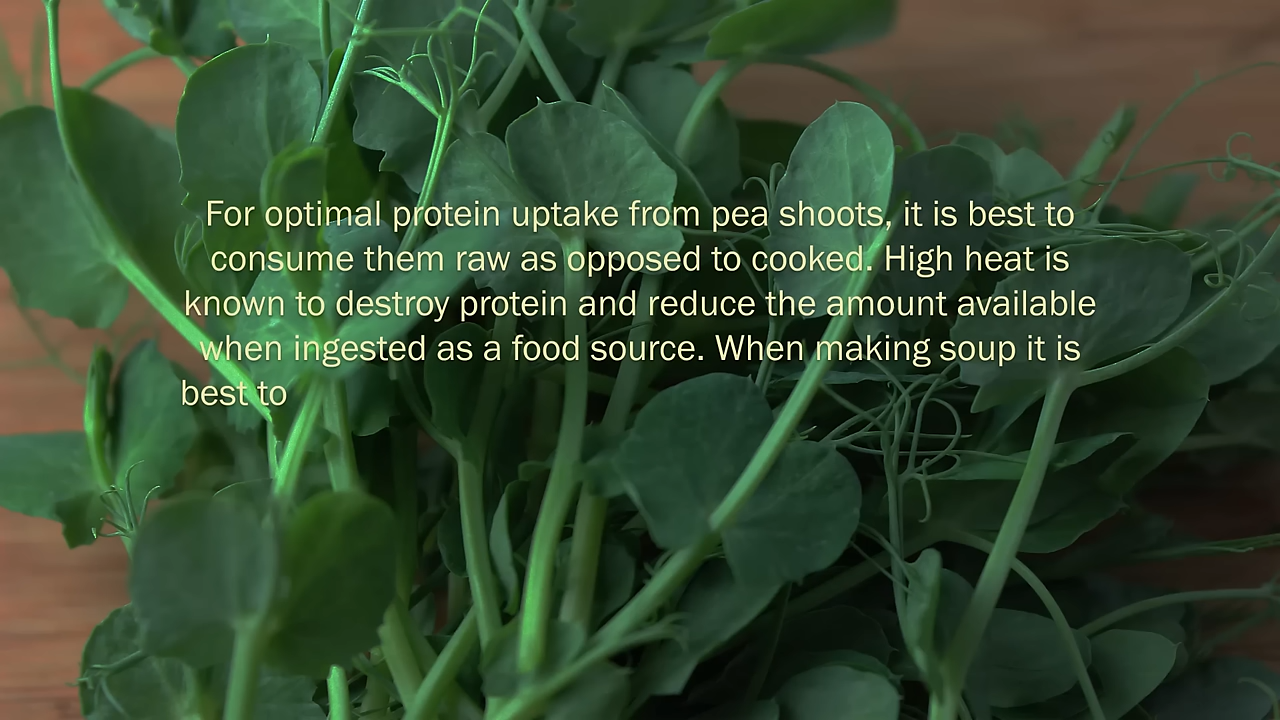 For optimal protein uptake from pea shoots, it is best to
consume them raw as opposed to cooked. High heat is
known to destroy protein and reduce the amount available
when ingested as a food source. When making soup it is
best to